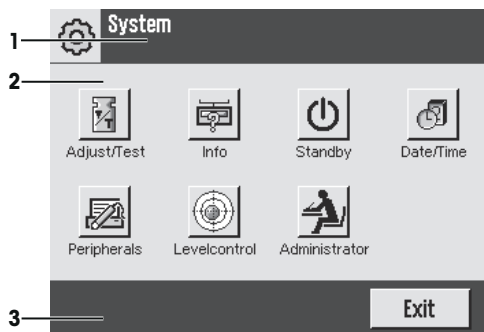 System
1
2
Adjust/Test Info Standby Date/Time
Peripherals Levelcontrol Administrator
3
Exit